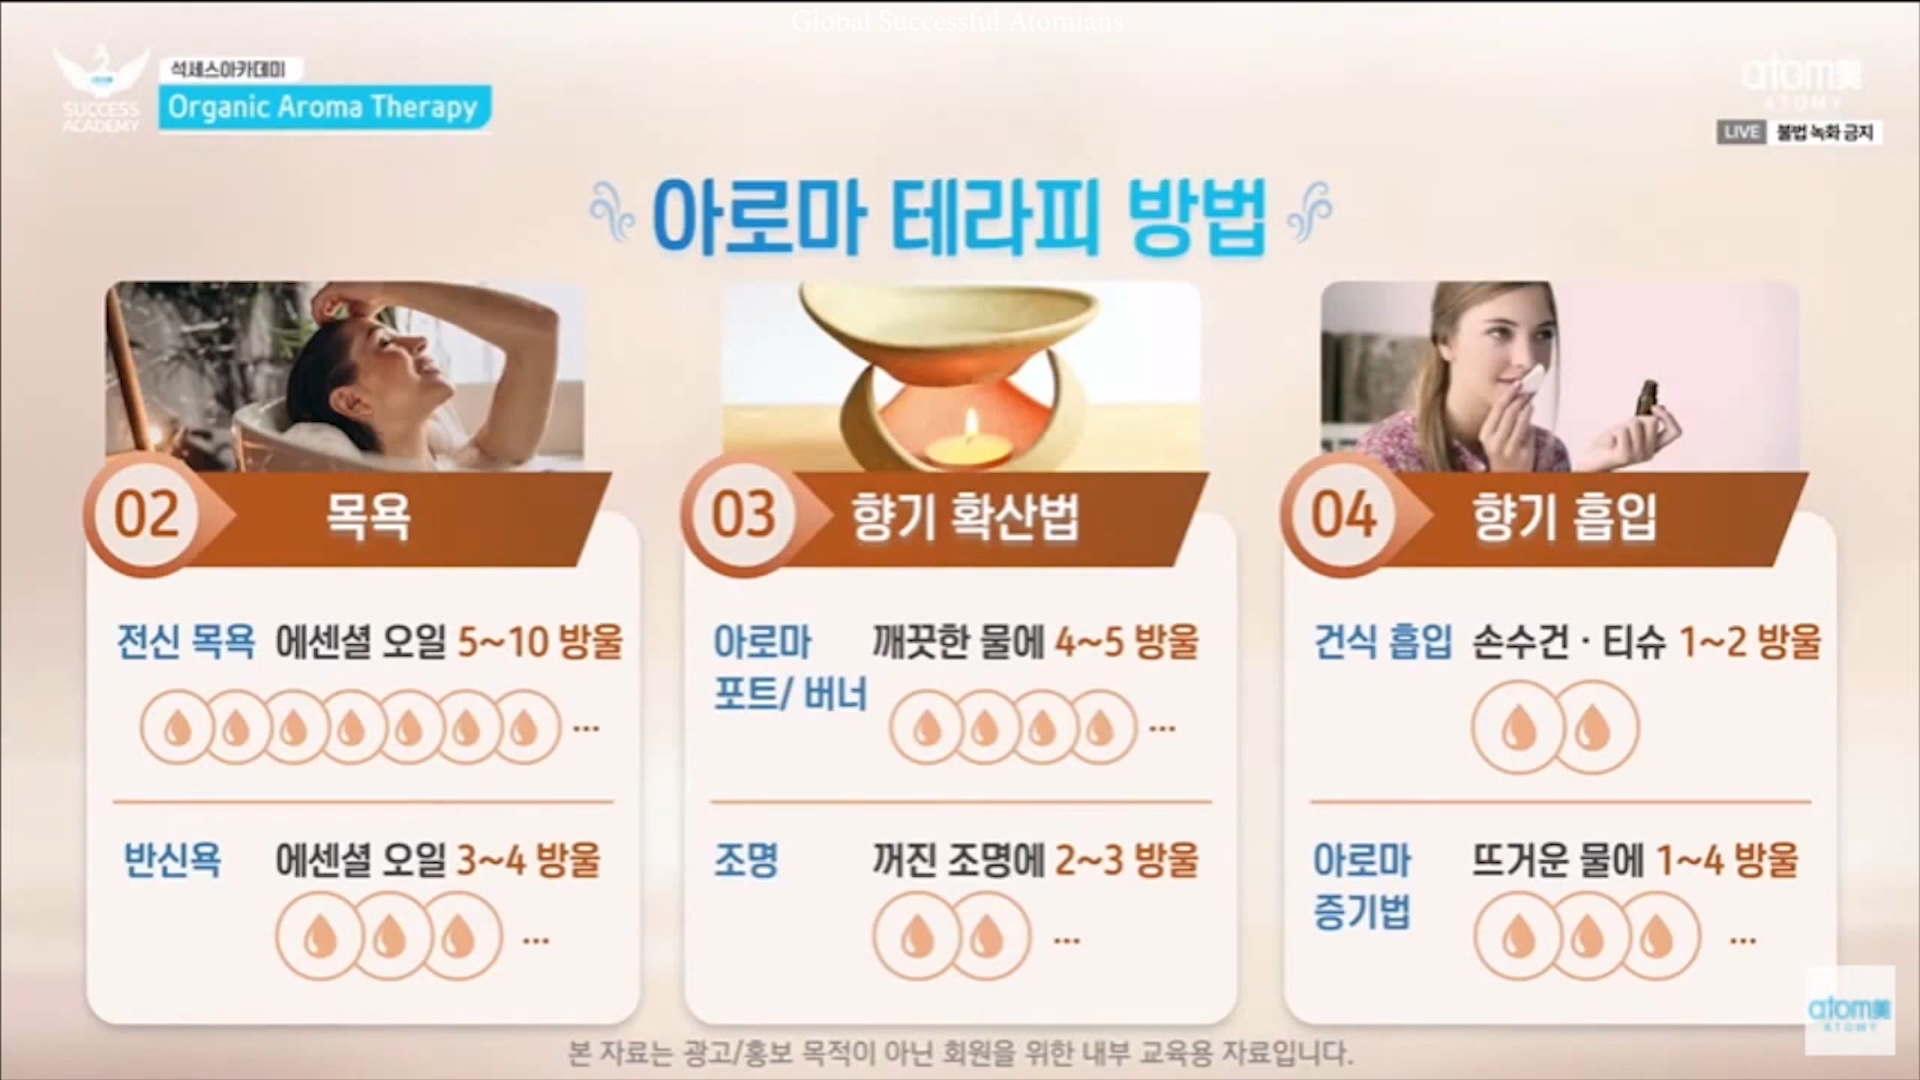 Global Successful Atomians
SUCCESS
ACADEMY
석세스아카데미
Organic Aroma Therapy
atom美
ATOMY
LIVE 불법 녹화 금지
아로마 테라피 방법
02 목욕
전신 목욕 에센셜 오일 5~10 방울
...
반신욕 에센셜 오일 3~4 방울
...
03 향기 확산법
아로마 깨끗한 물에 4~5 방울
포트/ 버너
...
조명 꺼진 조명에 2~3 방울
...
04 향기 흡입
건식 흡입 손수건 · 티슈 1~2 방울
아로마 뜨거운 물에 1~4 방울
증기법
...
atom美
ATOMY
본 자료는 광고/홍보 목적이 아닌 회원을 위한 내부 교육용 자료입니다.